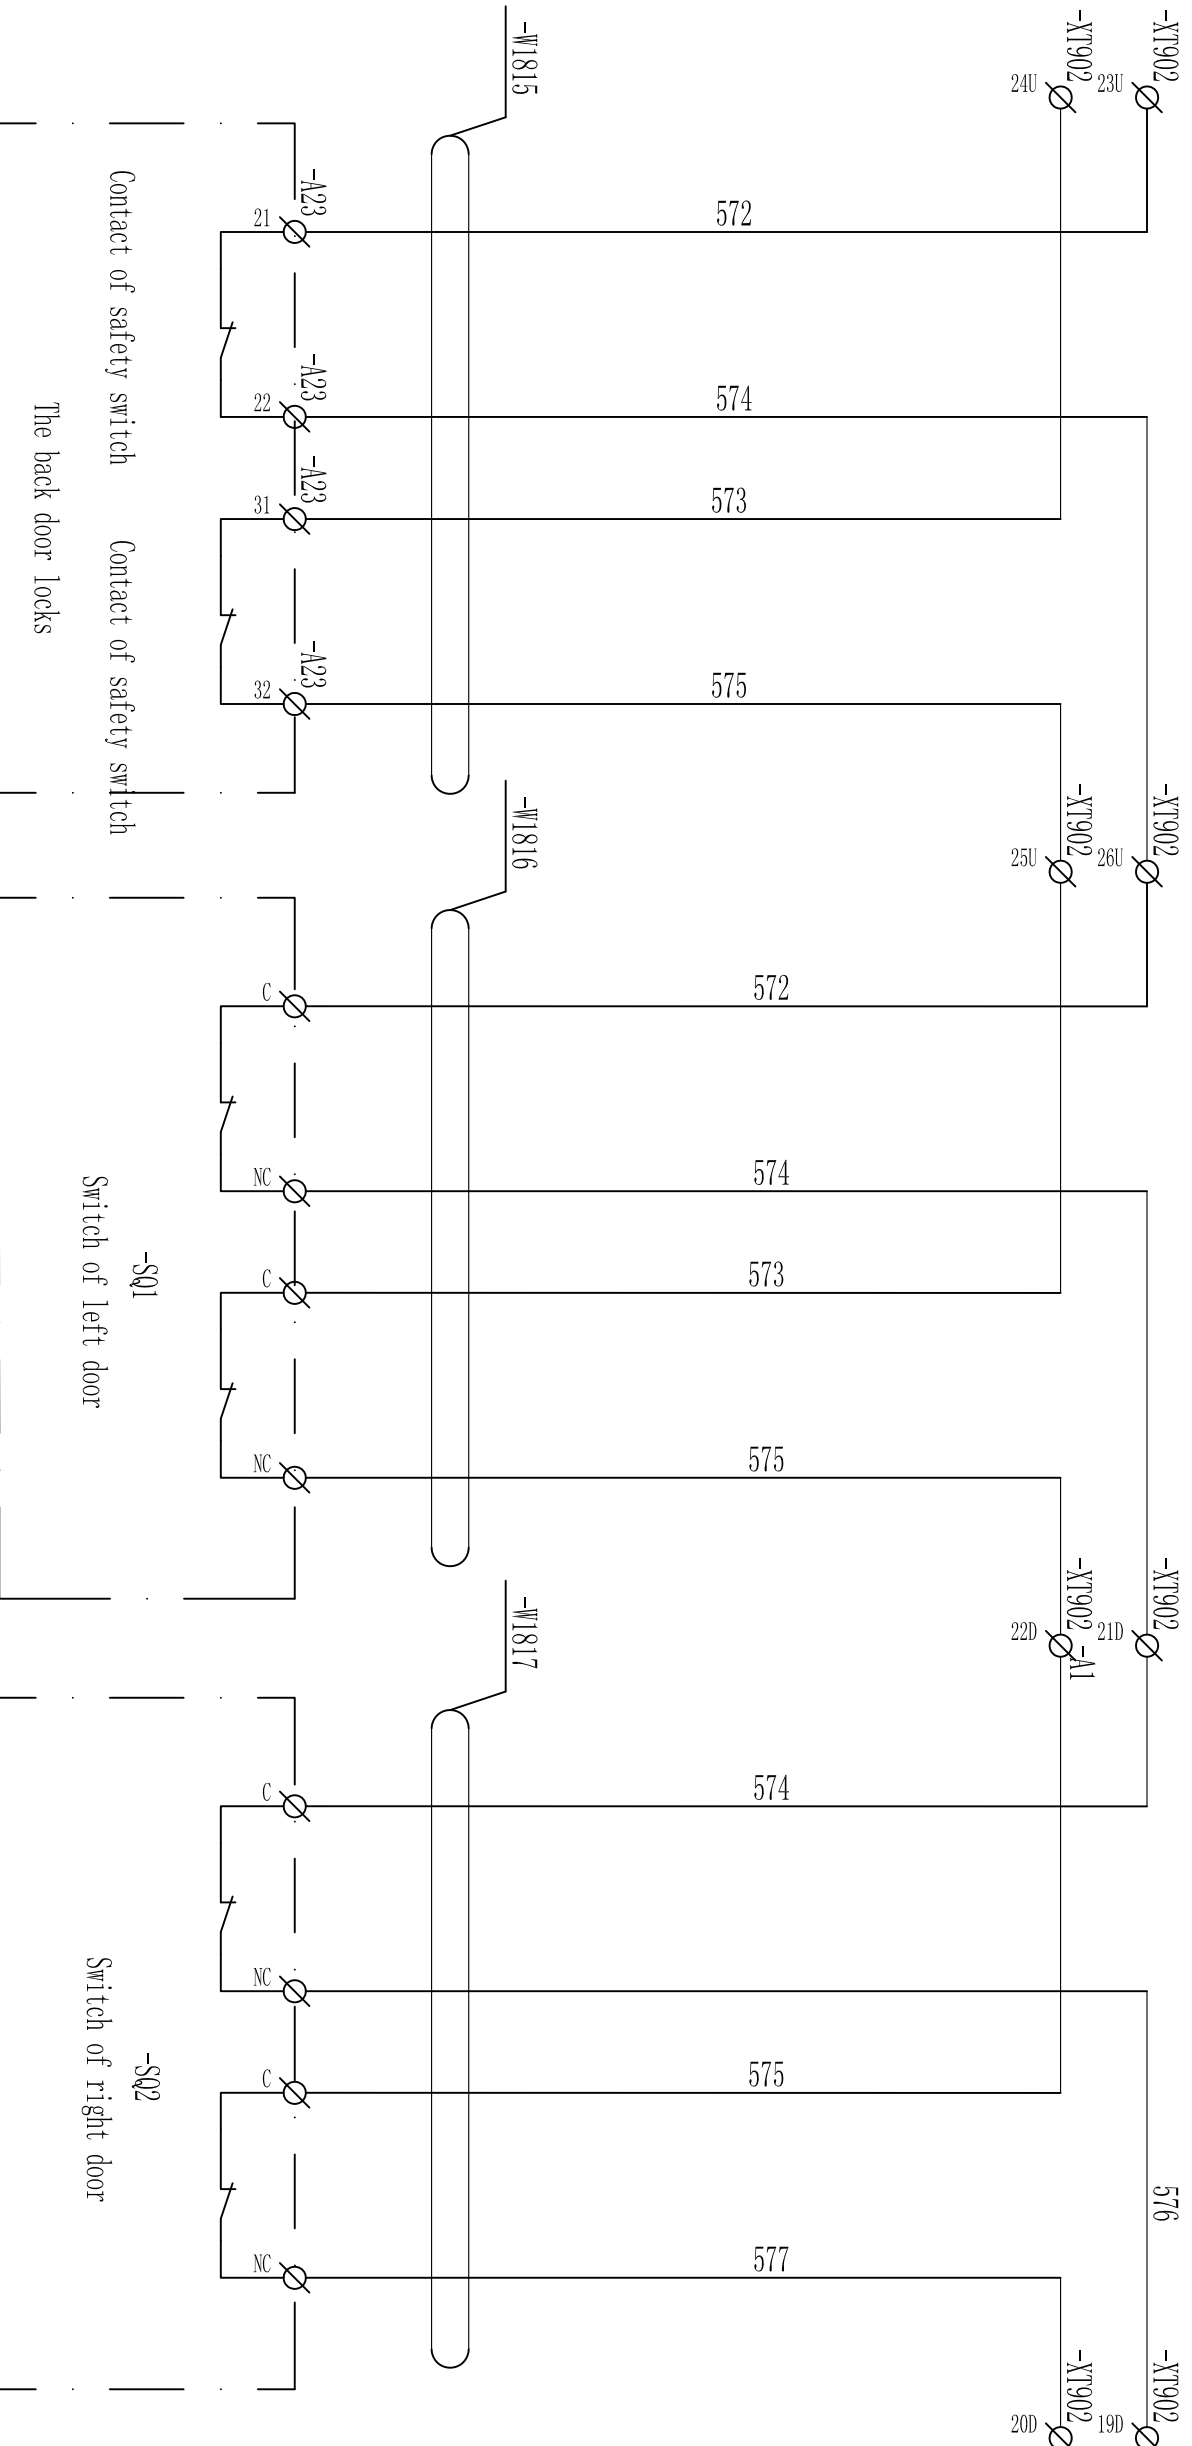 -XT902
23U
-XT902
24U
-W1815
572
574
573
575
-A23
21
-A23
22
-A23
31
-A23
32
Contact of safety switch
Contact of safety switch
The back door locks
-XT902
26U
-XT902
25U
-W1816
572
574
573
575
C
NC
C
NC
-SQ1
Switch of left door
-XT902
21D
-XT902
22D
-A1
-W1817
574
575
577
576
C
NC
C
NC
-SQ2
Switch of right door
-XT902
19D
-XT902
20D